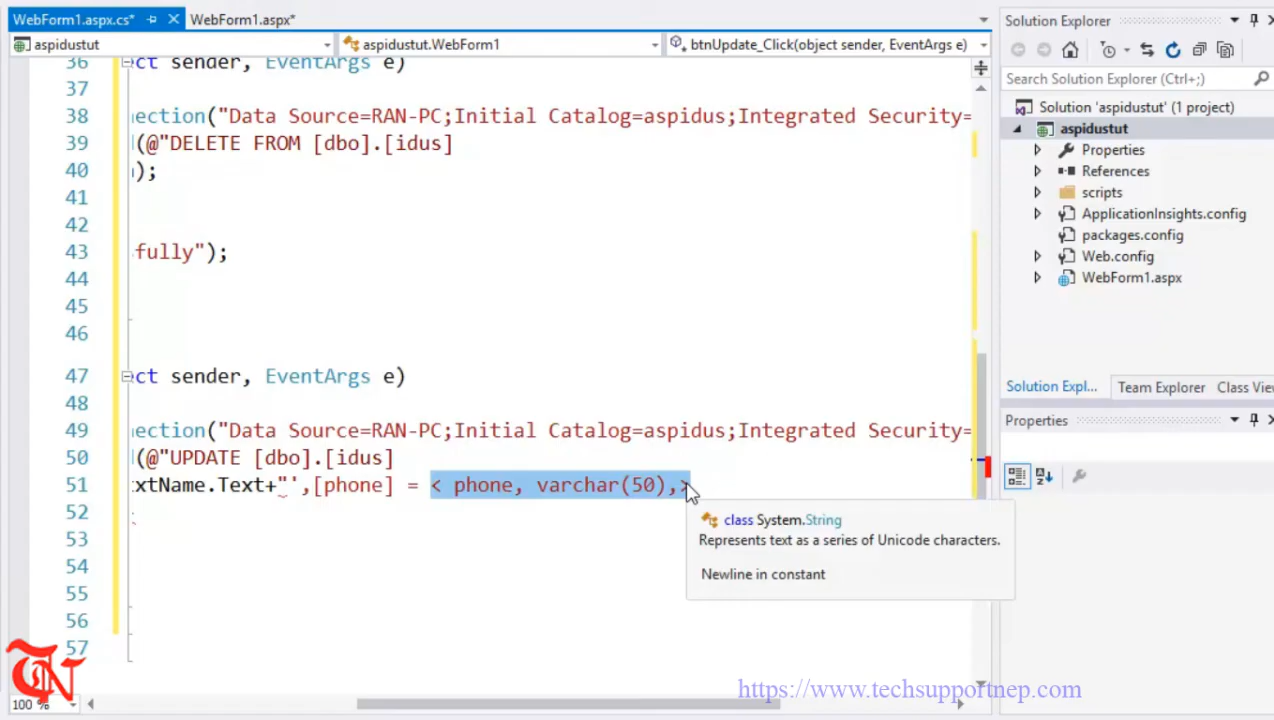 WebForm1.aspx.cs*
WebForm1.aspx*
aspidustut
aspidustut.WebForm1
btnUpdate_Click(object sender, EventArgs e)
36 ct sender, EventArgs e)
37
38 nection("Data Source=RAN-PC;Initial Catalog=aspidus;Integrated Security=
39 (@"DELETE FROM [dbo].[idus]
40 );
41
42
43 fully");
44
45
46
47 ct sender, EventArgs e)
48
49 nection("Data Source=RAN-PC;Initial Catalog=aspidus;Integrated Security=
50 (@"UPDATE [dbo].[idus]
51 xtName.Text+"',[phone] = < phone, varchar(50),>
52
53
54
55
56
57
class System.String
Represents text as a series of Unicode characters.
Newline in constant
100 %
Solution Explorer
Search Solution Explorer (Ctrl+;)
Solution 'aspidustut' (1 project)
aspidustut
Properties
References
scripts
ApplicationInsights.config
packages.config
Web.config
WebForm1.aspx
Solution Expl...
Team Explorer
Class Vie
Properties
TN
https://www.techsupportnep.com